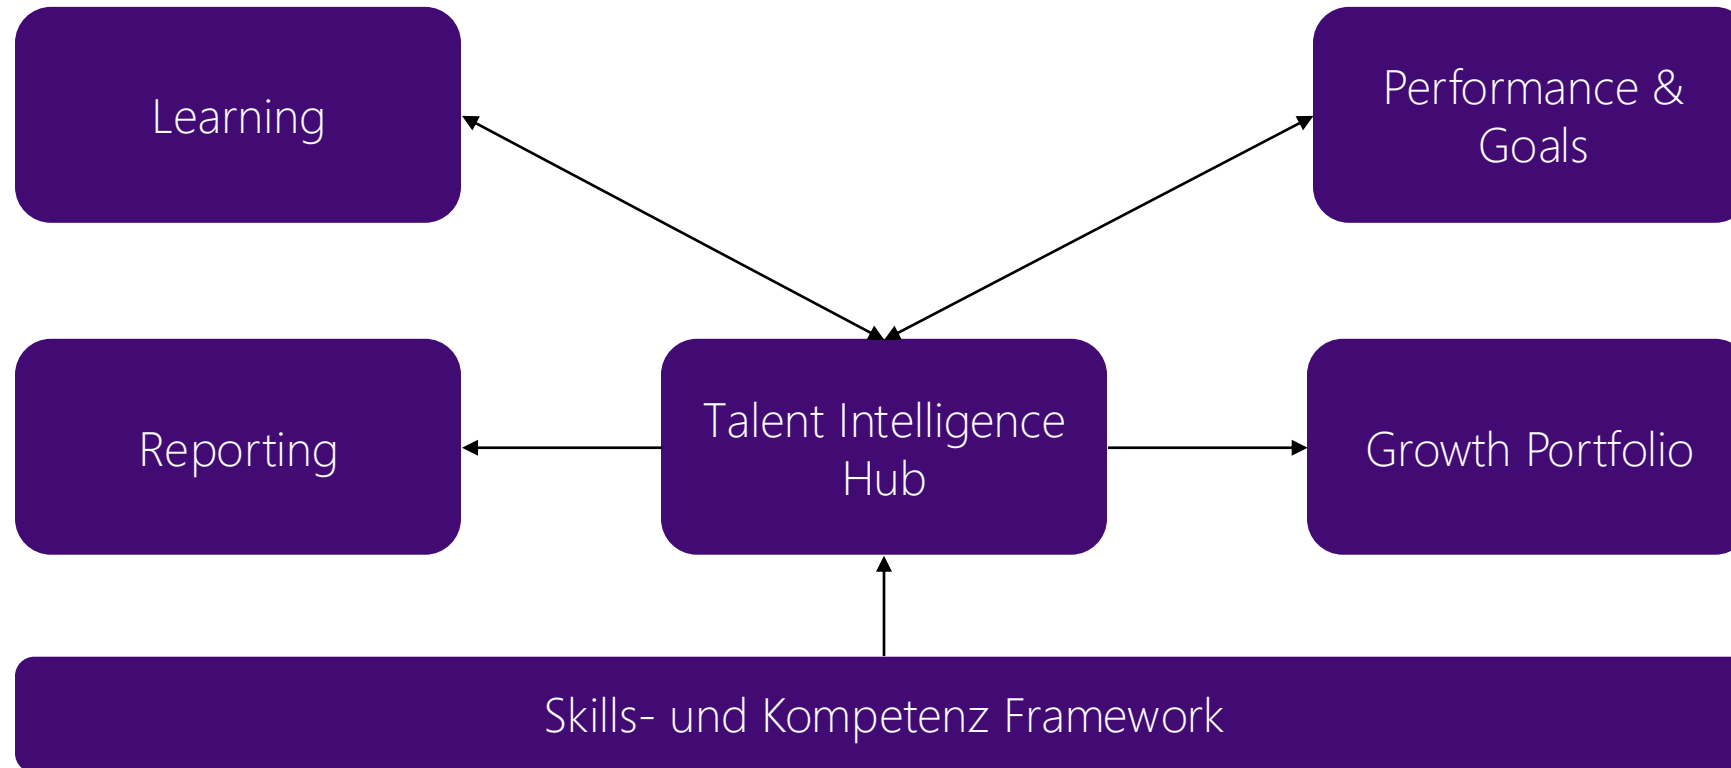 Learning
Performance &
Goals
Reporting
Talent Intelligence
Hub
Growth Portfolio
Skills- und Kompetenz Framework